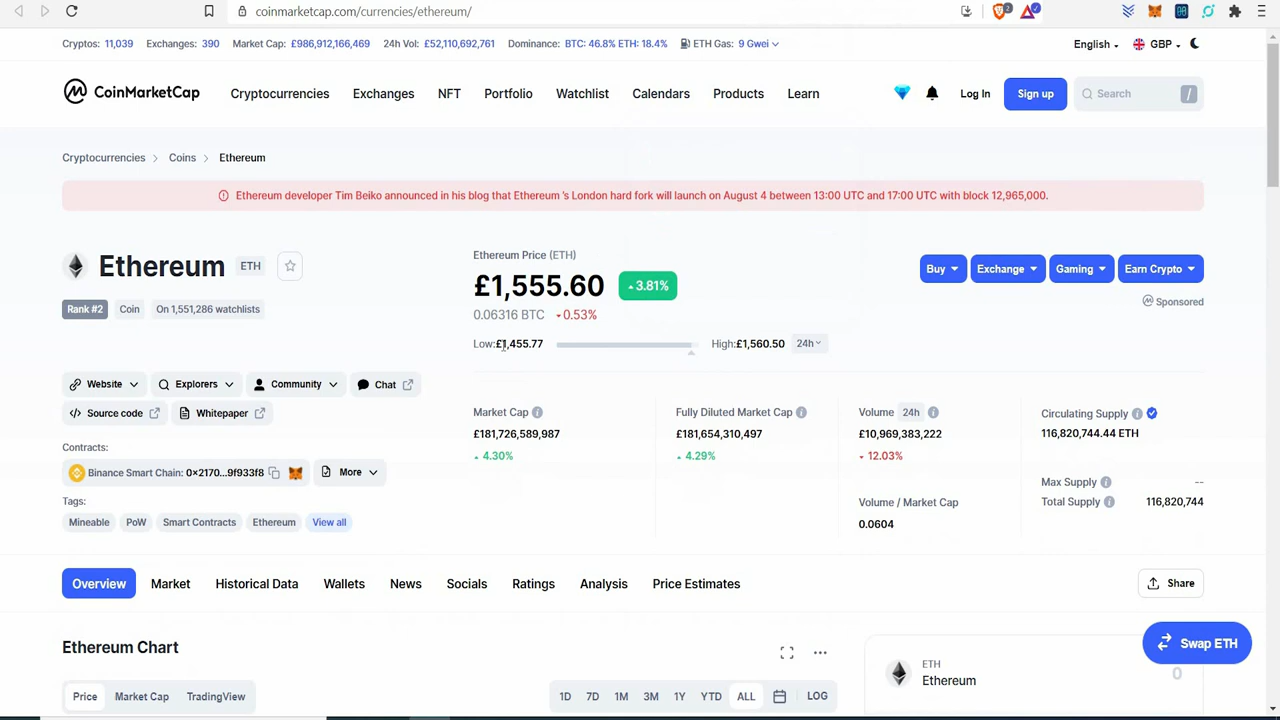 coinmarketcap.com/currencies/ethereum/
2
Cryptos: 11,039 Exchanges: 390 Market Cap: £986,912,166,469 24h Vol: £52,110,692,761 Dominance: BTC: 46.8% ETH: 18.4% ETH Gas: 9 Gwei English GBP
CoinMarketCap Cryptocurrencies Exchanges NFT Portfolio Watchlist Calendars Products Learn Log In Sign up Search /
Cryptocurrencies > Coins > Ethereum
Ethereum developer Tim Beiko announced in his blog that Ethereum 's London hard fork will launch on August 4 between 13:00 UTC and 17:00 UTC with block 12,965,000.
Ethereum ETH
Rank #2 Coin On 1,551,286 watchlists
Ethereum Price (ETH)
£1,555.60 3.81%
0.06316 BTC 0.53%
Low:£1,455.77 High:£1,560.50 24h
Buy Exchange Gaming Earn Crypto
Sponsored
Website Explorers Community Chat
Source code Whitepaper
Contracts:
Binance Smart Chain: 0x2170...9f933f8 More
Tags:
Mineable PoW Smart Contracts Ethereum View all
Market Cap
£181,726,589,987
4.30%
Fully Diluted Market Cap
£181,654,310,497
4.29%
Volume 24h
£10,969,383,222
12.03%
Volume / Market Cap
0.0604
Circulating Supply
116,820,744.44 ETH
Max Supply --
Total Supply 116,820,744
Overview Market Historical Data Wallets News Socials Ratings Analysis Price Estimates Share
Ethereum Chart
Price Market Cap TradingView 1D 7D 1M 3M 1Y YTD ALL LOG
ETH
Ethereum
Swap ETH
0